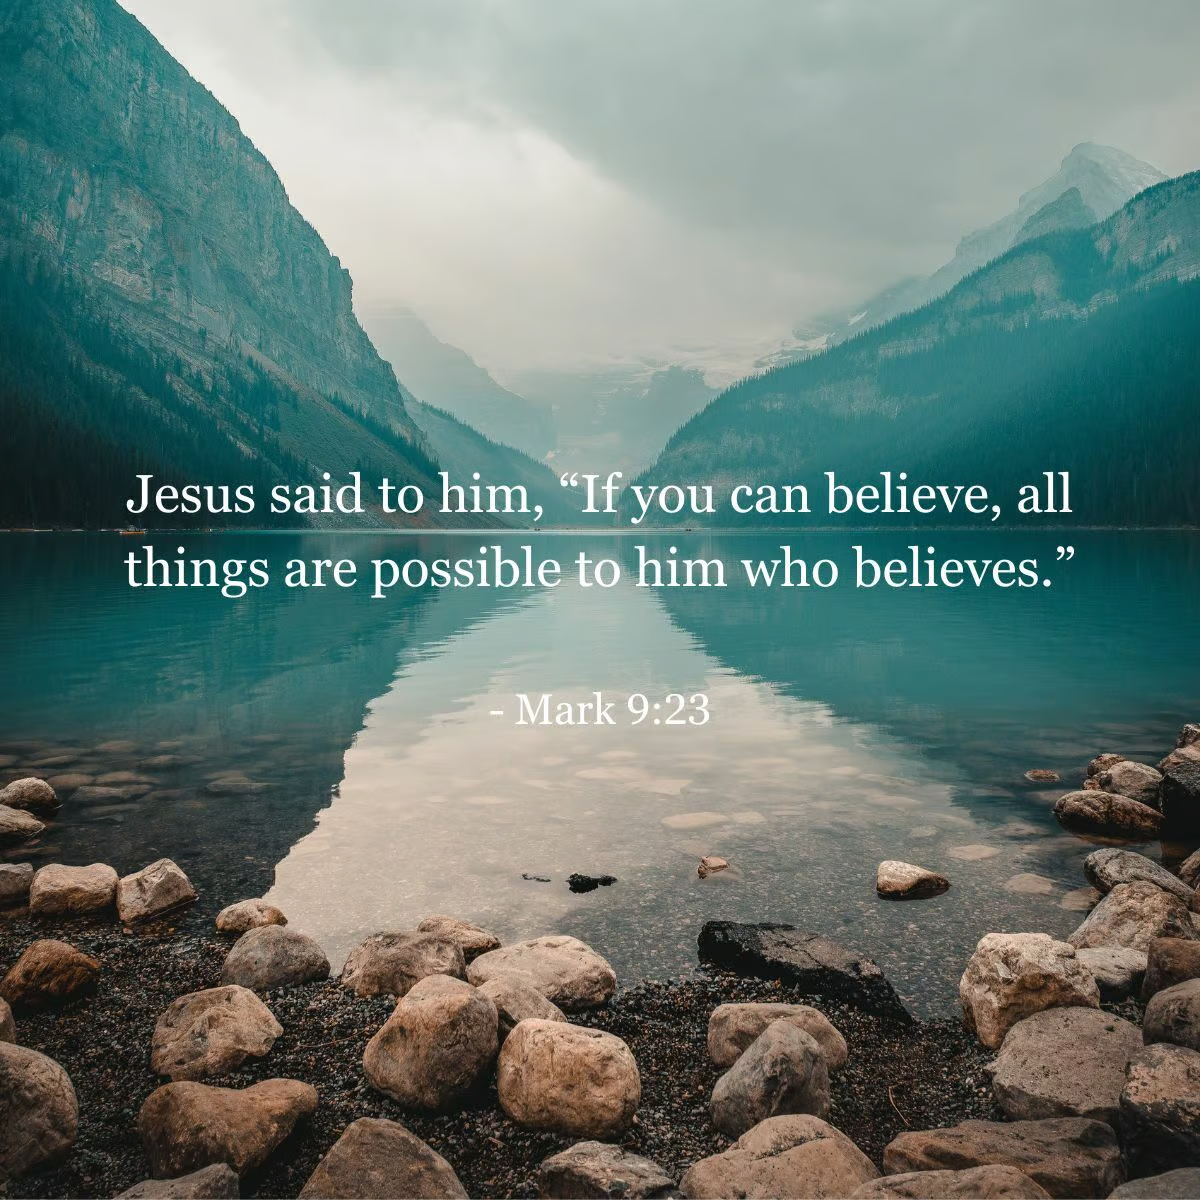 Jesus said to him, “If you can believe, all
things are possible to him who believes.”
- Mark 9:23